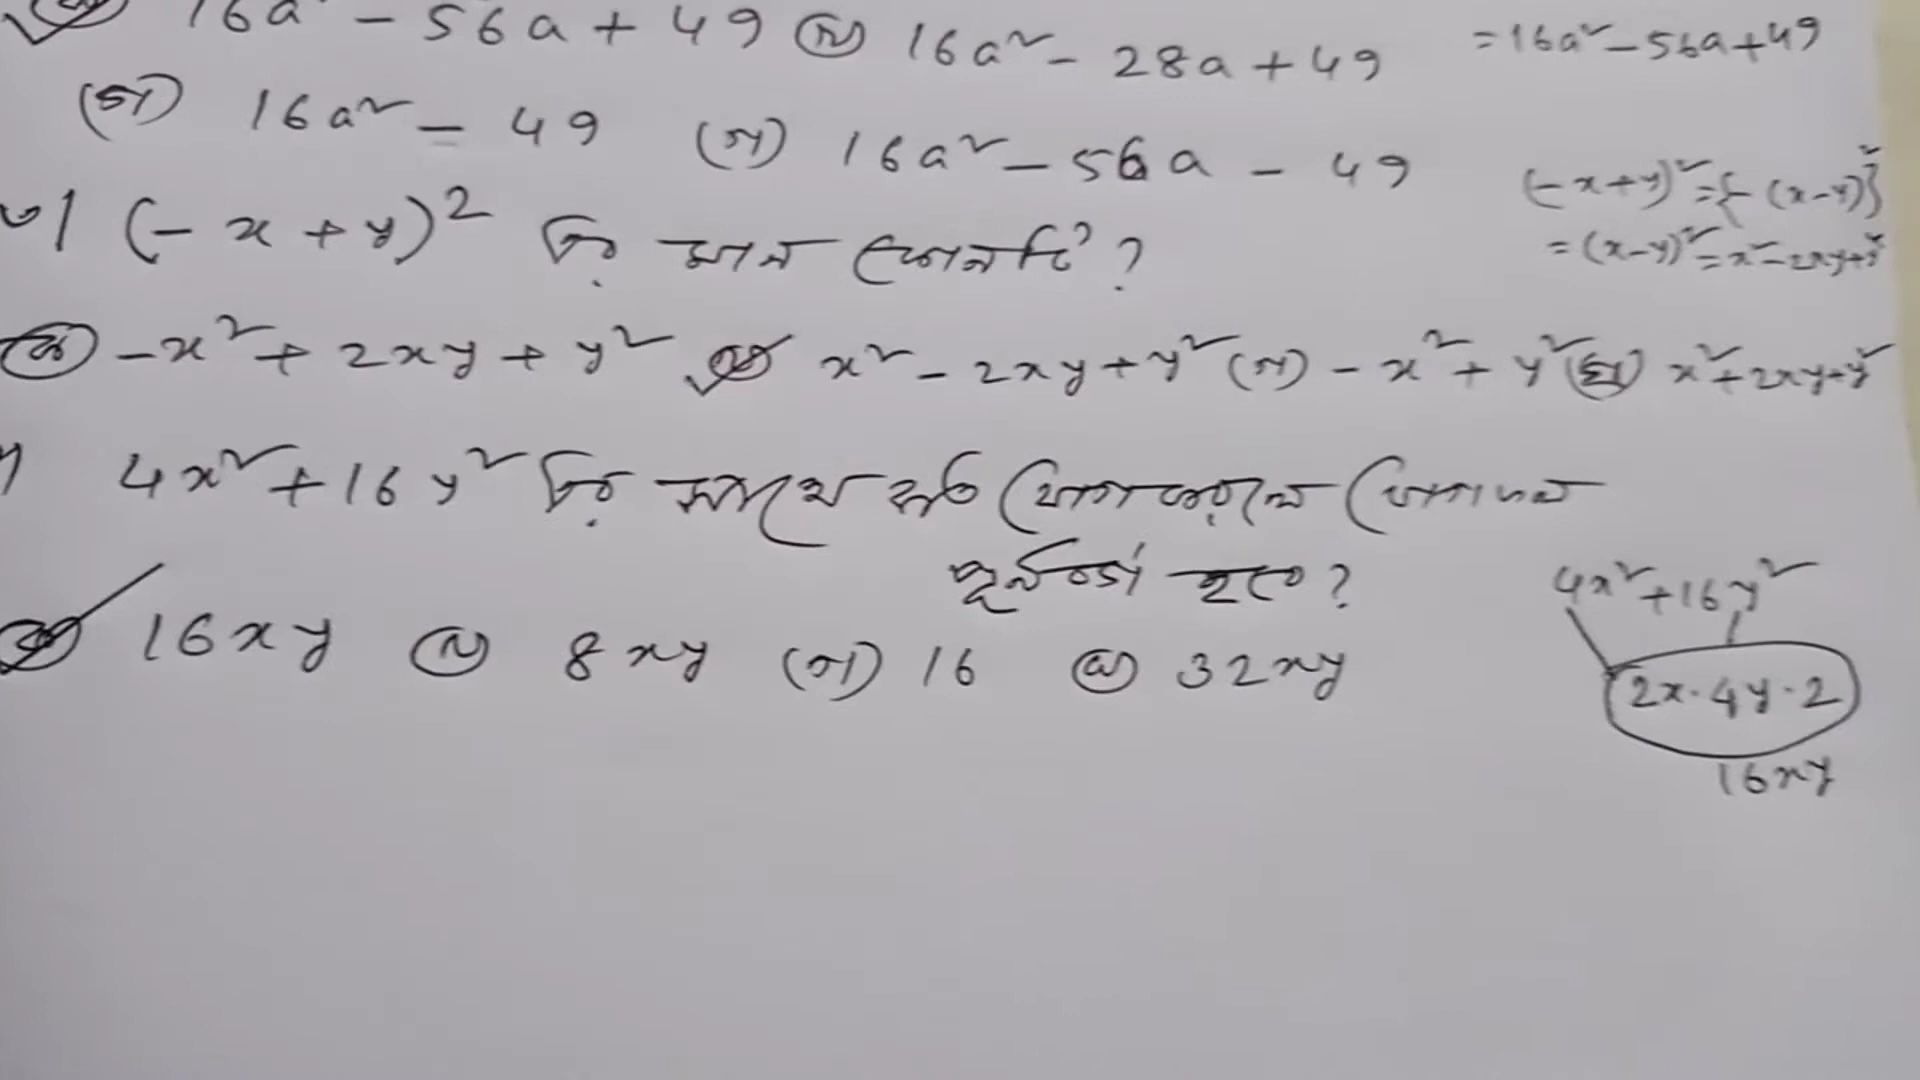 16a² - 56a + 49 (খ) 16a² - 28a + 49 = 16a² - 56a + 49
(গ) 16a² - 49 (ঘ) 16a² - 56a - 49
৩। (-x + y)² এর মান কোনটি? (-x+y)² = {-(x-y)}²
= (x-y)² = x² - 2xy + y²
(ক) -x² + 2xy + y² (খ) x² - 2xy + y² (গ) -x² + y² (ঘ) x² + 2xy + y²
4x² + 16y² এর সাথে কত যোগ করলে যোগফল
পূর্ণবর্গ হবে? 4x² + 16y²
(ক) 16xy (খ) 8xy (গ) 16 (ঘ) 32xy 2x·4y·2
16xy